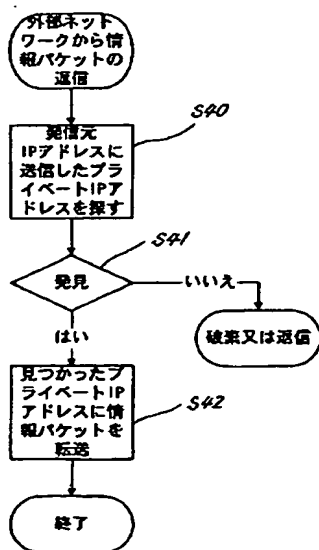 外部ネット
ワークから情
報パケットの
返信
発信元
IPアドレスに
送信したプラ
イベートIPア
ドレスを探す
S40
発見
S41
いいえ
はい
破棄又は返信
見つかったプ
ライベートIP
アドレスに情
報パケットを
転送
S42
終了